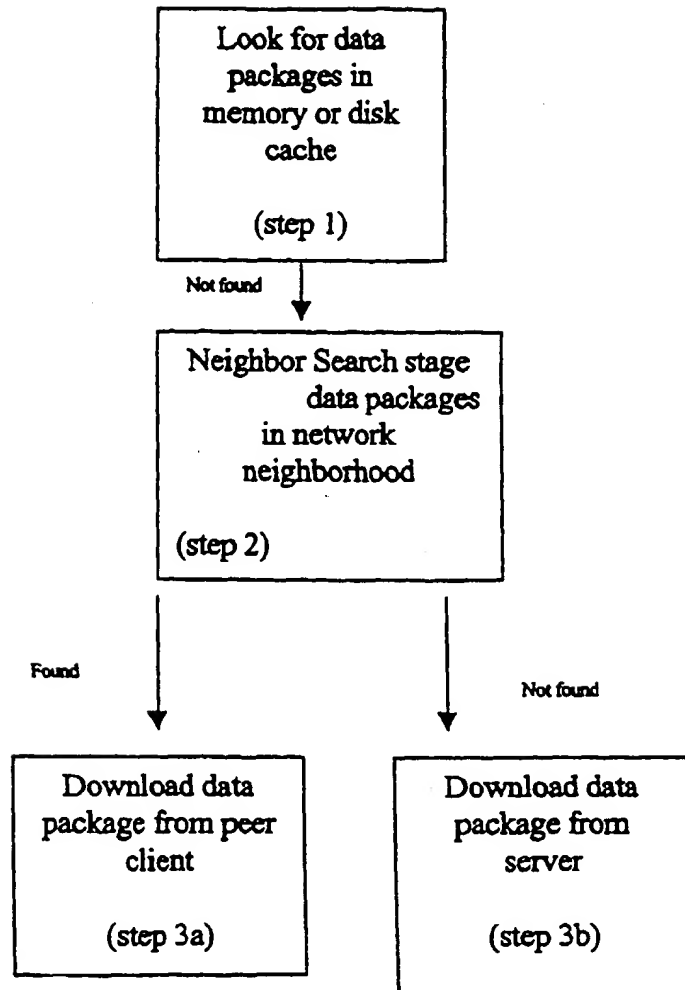 Look for data
packages in
memory or disk
cache
(step 1)
Not found
Neighbor Search stage
data packages
in network
neighborhood
(step 2)
Found
Not found
Download data
package from peer
client
(step 3a)
Download data
package from
server
(step 3b)